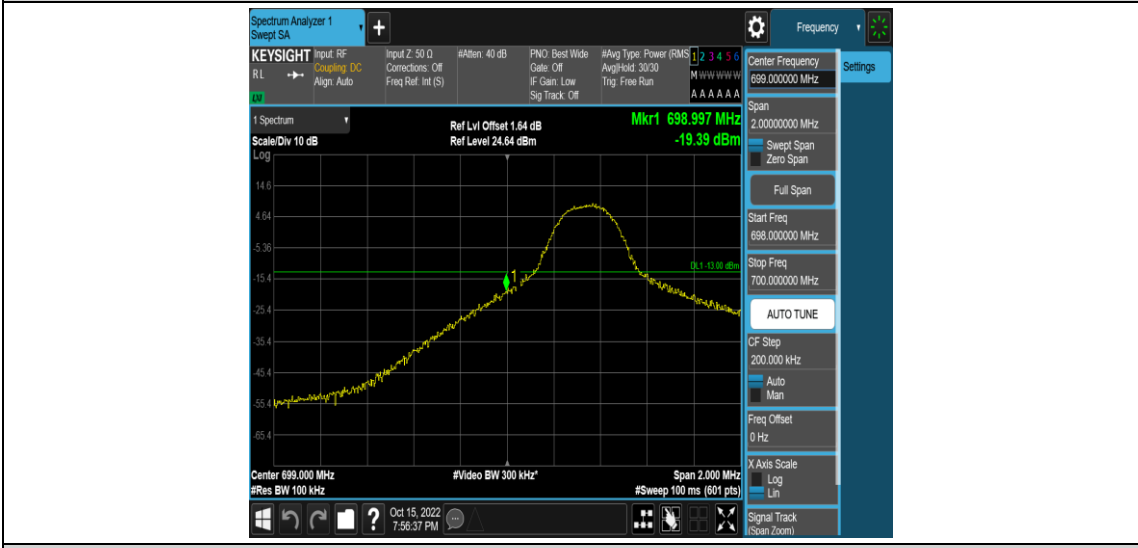 Spectrum Analyzer 1
Swept SA
+
Frequency
KEYSIGHT
RL
LM
Input: RF
Coupling: DC
Align: Auto
Input Z: 50 Ω
Corrections: Off
Freq Ref: Int (S)
#Atten: 40 dB
PNO: Best Wide
Gate: Off
IF Gain: Low
Sig Track: Off
#Avg Type: Power (RMS
Avg|Hold: 30/30
Trig: Free Run
1 2 3 4 5 6
M W W W W W
A A A A A A
1 Spectrum
Scale/Div 10 dB
Log
Ref Lvl Offset 1.64 dB
Ref Level 24.64 dBm
Mkr1 698.997 MHz
-19.39 dBm
14.6
4.64
-5.36
-15.4
-25.4
-35.4
-45.4
-55.4
-65.4
1
DL1 -13.00 dBm
Center 699.000 MHz
#Res BW 100 kHz
#Video BW 300 kHz*
Span 2.000 MHz
#Sweep 100 ms (601 pts)
?
Oct 15, 2022
7:56:37 PM
Center Frequency
699.000000 MHz
Settings
Span
2.00000000 MHz
Swept Span
Zero Span
Full Span
Start Freq
698.000000 MHz
Stop Freq
700.000000 MHz
AUTO TUNE
CF Step
200.000 kHz
Auto
Man
Freq Offset
0 Hz
X Axis Scale
Log
Lin
Signal Track
(Span Zoom)